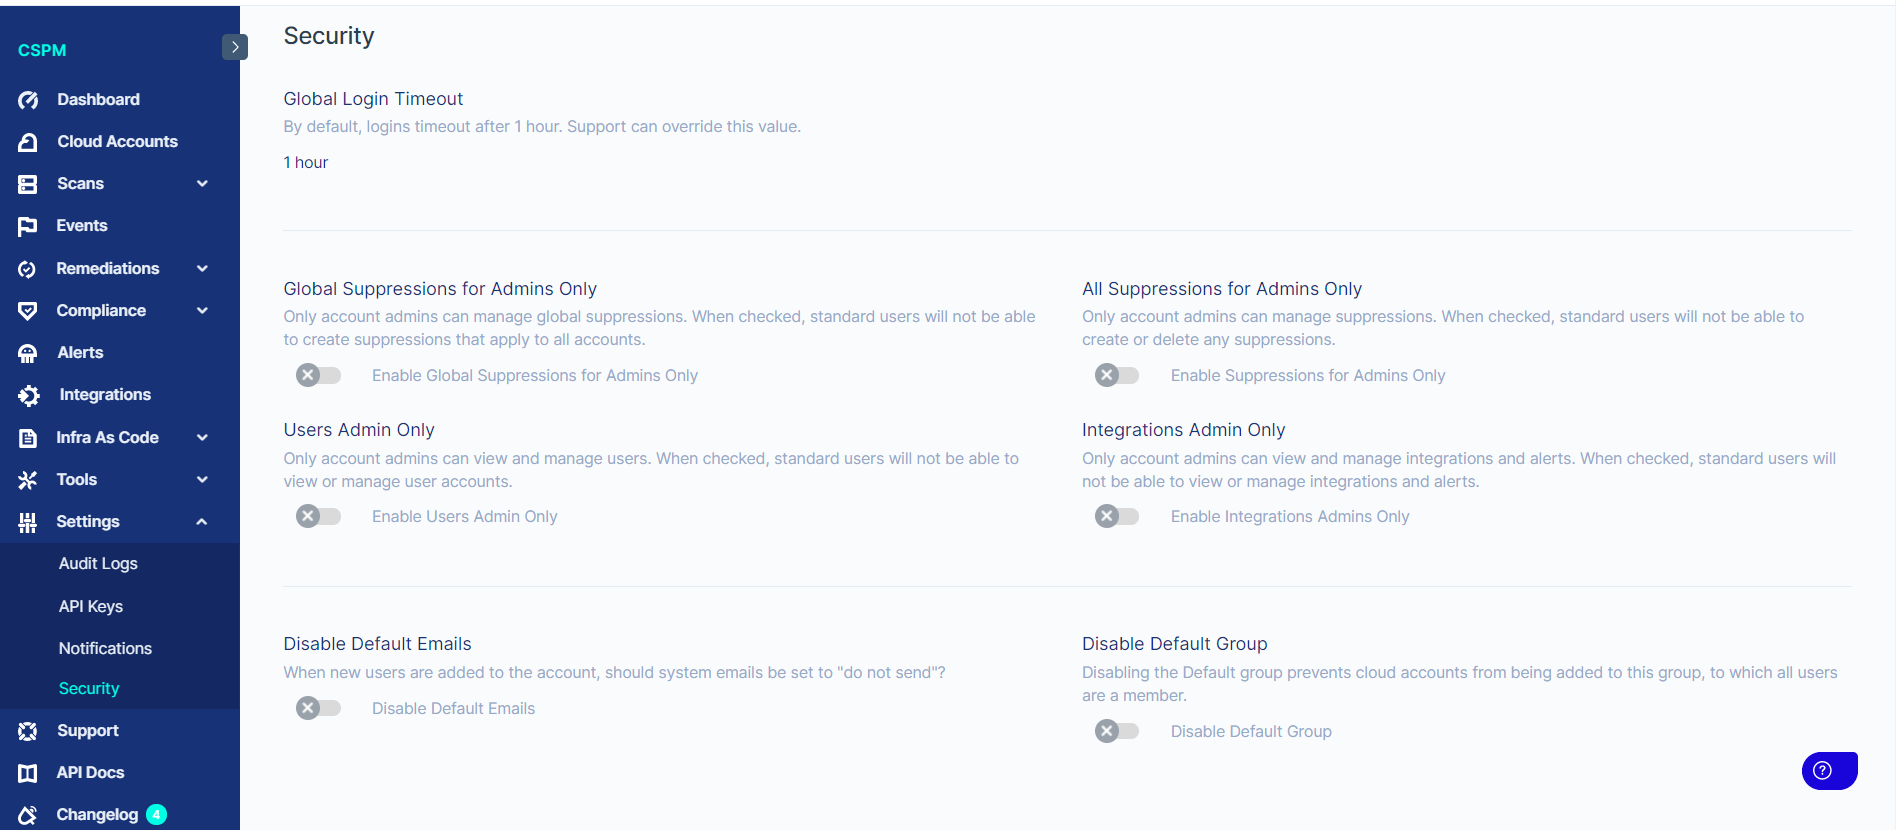 CSPM
Dashboard
Cloud Accounts
Scans
Events
Remediations
Compliance
Alerts
Integrations
Infra As Code
Tools
Settings
Audit Logs
API Keys
Notifications
Security
Support
API Docs
Changelog 4
Security
Global Login Timeout
By default, logins timeout after 1 hour. Support can override this value.
1 hour
Global Suppressions for Admins Only
Only account admins can manage global suppressions. When checked, standard users will not be able
to create suppressions that apply to all accounts.
Enable Global Suppressions for Admins Only
All Suppressions for Admins Only
Only account admins can manage suppressions. When checked, standard users will not be able to
create or delete any suppressions.
Enable Suppressions for Admins Only
Users Admin Only
Only account admins can view and manage users. When checked, standard users will not be able to
view or manage user accounts.
Enable Users Admin Only
Integrations Admin Only
Only account admins can view and manage integrations and alerts. When checked, standard users will
not be able to view or manage integrations and alerts.
Enable Integrations Admins Only
Disable Default Emails
When new users are added to the account, should system emails be set to "do not send"?
Disable Default Emails
Disable Default Group
Disabling the Default group prevents cloud accounts from being added to this group, to which all users
are a member.
Disable Default Group